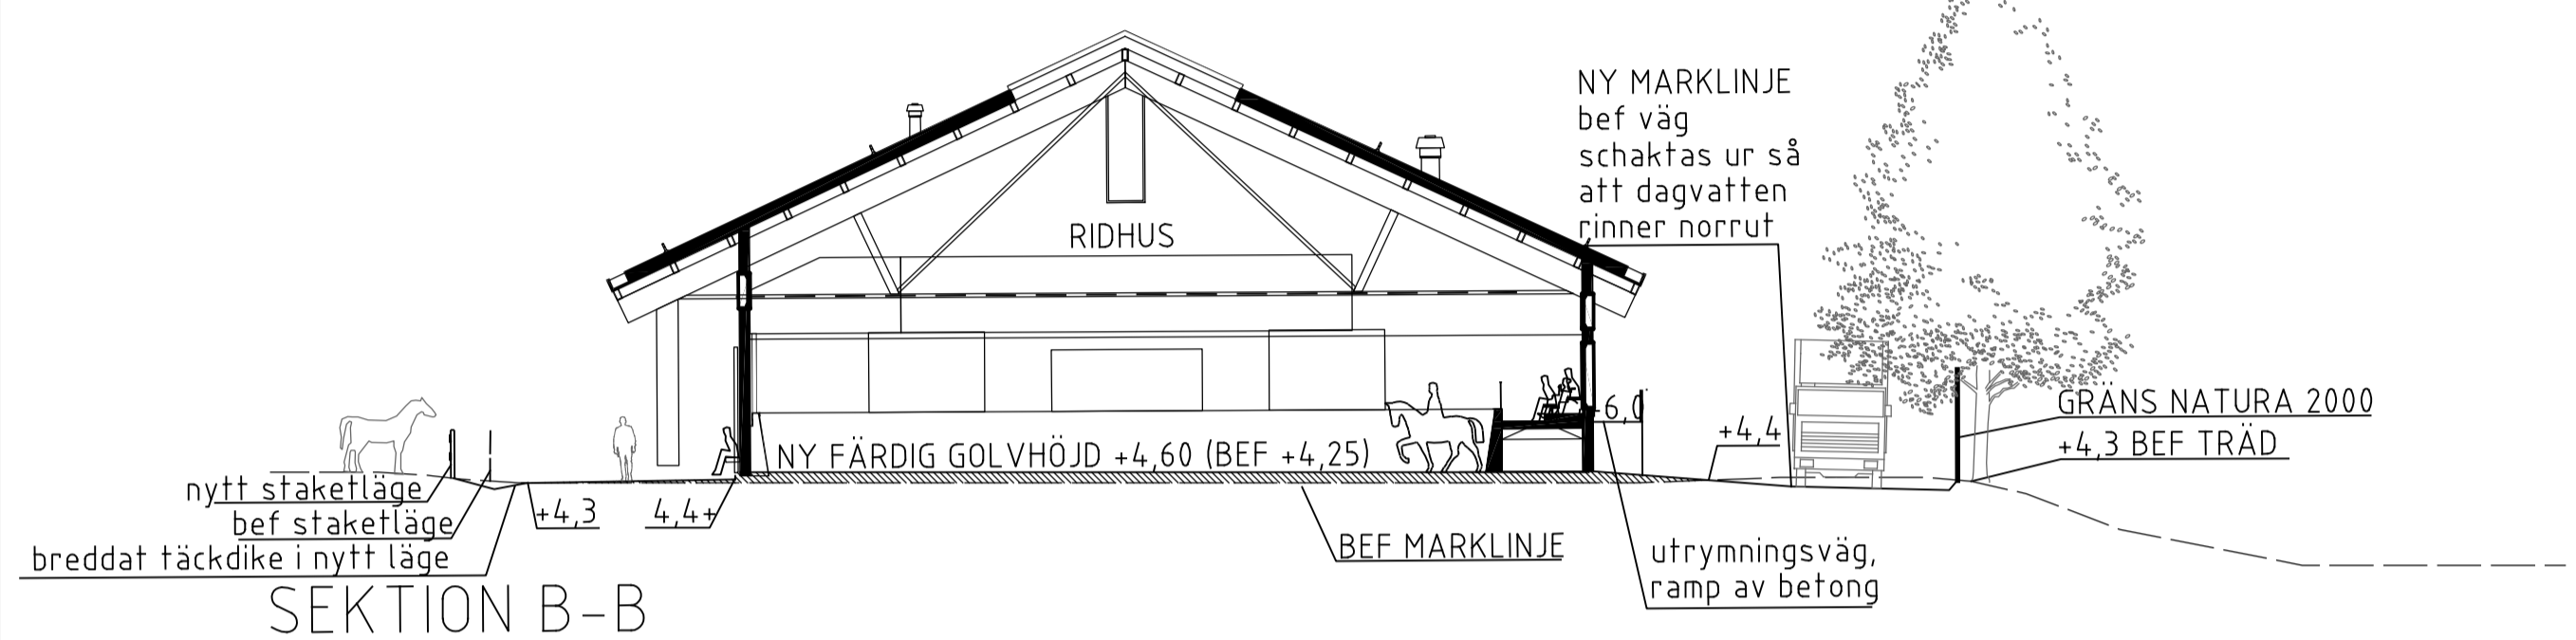 NY MARKLINJE
bef väg
schaktas ur så
att dagvatten
rinner norrut
RIDHUS
GRÄNS NATURA 2000
6,0
+4,4
+4,3 BEF TRÄD
NY FÄRDIG GOLVHÖJD +4,60 (BEF +4,25)
nytt staketläge
bef staketläge
+4,3
4,4+
breddat täckdike i nytt läge
BEF MARKLINJE
utrymningsväg,
ramp av betong
SEKTION B-B